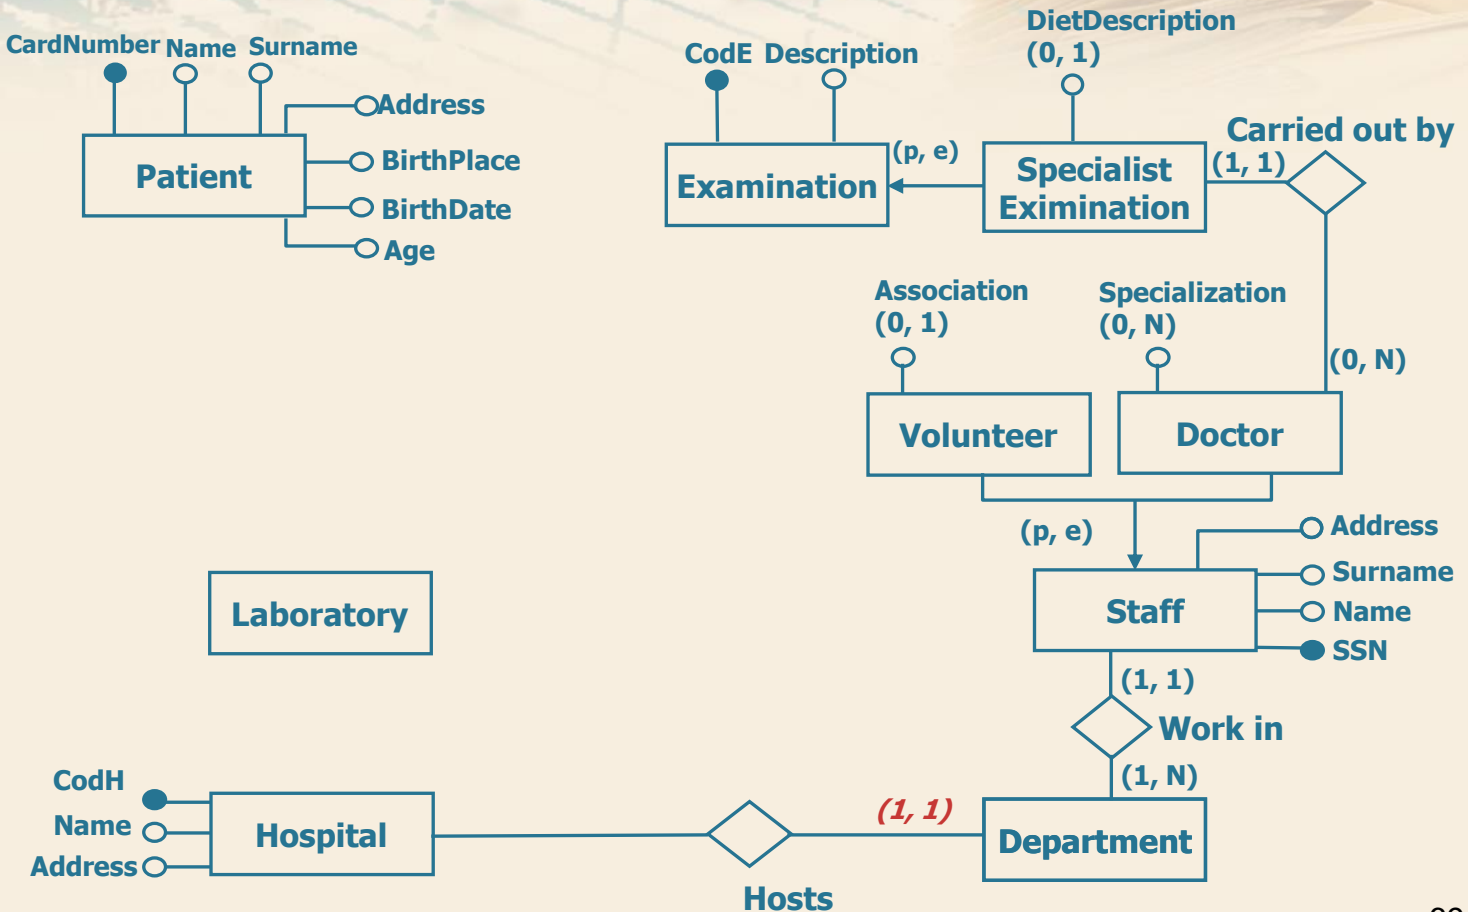 DietDescription
(0, 1)
CardNumber Name Surname
CodE Description
Address
Carried out by
Patient
BirthPlace
BirthDate
Age
Examination
(p, e)
Specialist
Eximination
(1, 1)
Association
(0, 1)
Specialization
(0, N)
(0, N)
Volunteer
Doctor
(p, e)
Address
Surname
Name
SSN
Laboratory
Staff
(1, 1)
Work in
(1, N)
CodH
Name
Address
Hospital
(1, 1)
Department
Hosts